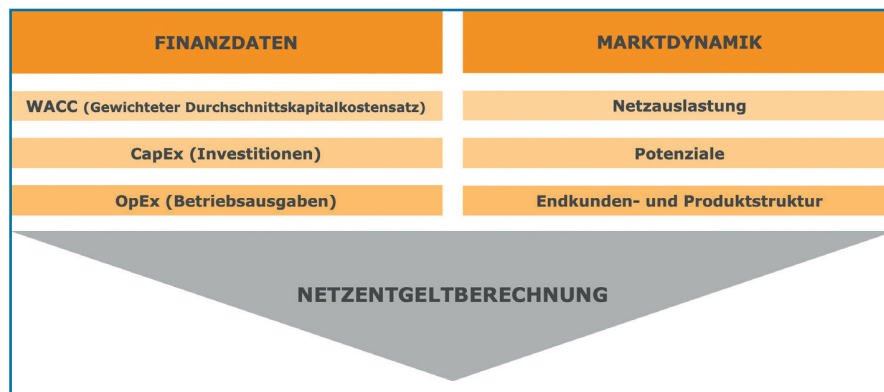 FINANZDATEN
WACC (Gewichteter Durchschnittskapitalkostensatz)
CapEx (Investitionen)
OpEx (Betriebsausgaben)
MARKTDYNAMIK
Netzauslastung
Potenziale
Endkunden- und Produktstruktur
NETZENTGELTBERECHNUNG